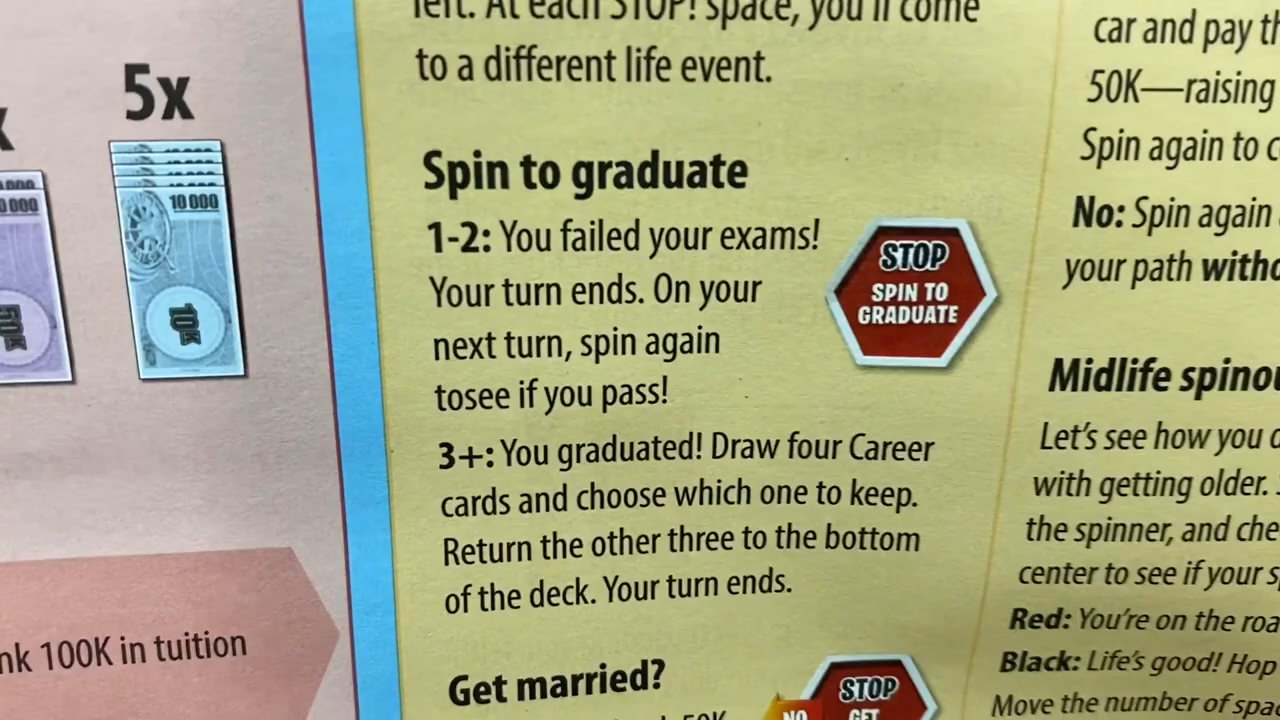 5x
10 000
10K
50K
nk 100K in tuition
left. At each STOP! space, you'll come
to a different life event.
Spin to graduate
1-2: You failed your exams!
Your turn ends. On your
next turn, spin again
tosee if you pass!
STOP
SPIN TO
GRADUATE
3+: You graduated! Draw four Career
cards and choose which one to keep.
Return the other three to the bottom
of the deck. Your turn ends.
Get married?
50K
STOP
GET
NO
car and pay
50K—raising
Spin again to
No: Spin again
your path
Midlife
Let's see how you
with getting older.
the spinner, and
center to see if your
Red: You're on the
Black: Life's good! Hop
Move the number of